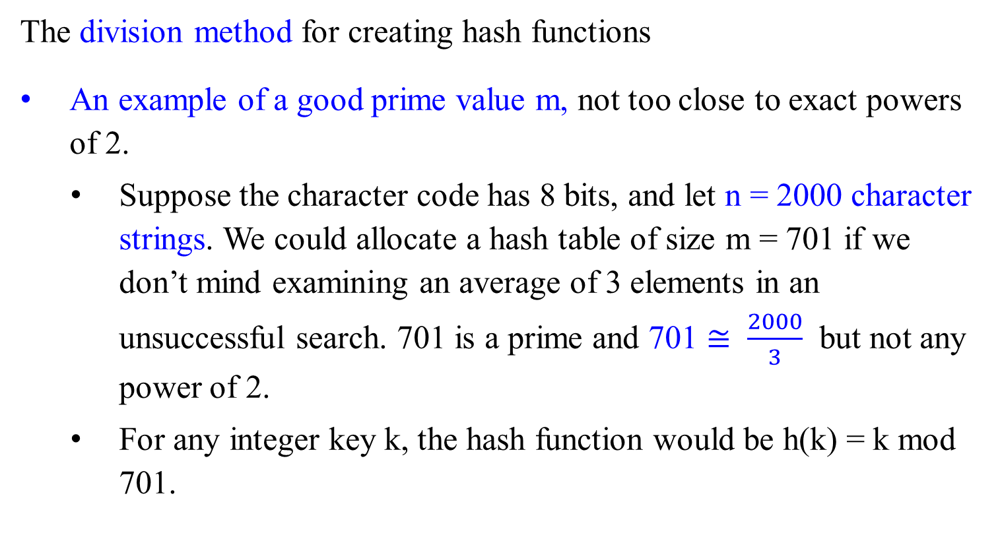 The division method for creating hash functions
• An example of a good prime value m, not too close to exact powers
of 2.
• Suppose the character code has 8 bits, and let n = 2000 character
strings. We could allocate a hash table of size m = 701 if we
don’t mind examining an average of 3 elements in an
unsuccessful search. 701 is a prime and 701 ≅ 2000/3 but not any
power of 2.
• For any integer key k, the hash function would be h(k) = k mod
701.